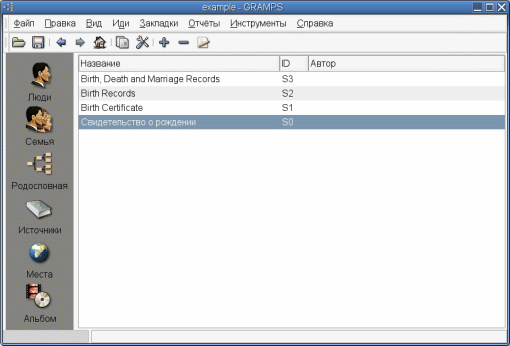 example - GRAMPS
Файл Правка Вид Иди Закладки Отчёты Инструменты Справка
Название ID Автор
Birth, Death and Marriage Records S3
Birth Records S2
Birth Certificate S1
Свидетельство о рождении S0
Люди
Семья
Родословная
Источники
Места
Альбом